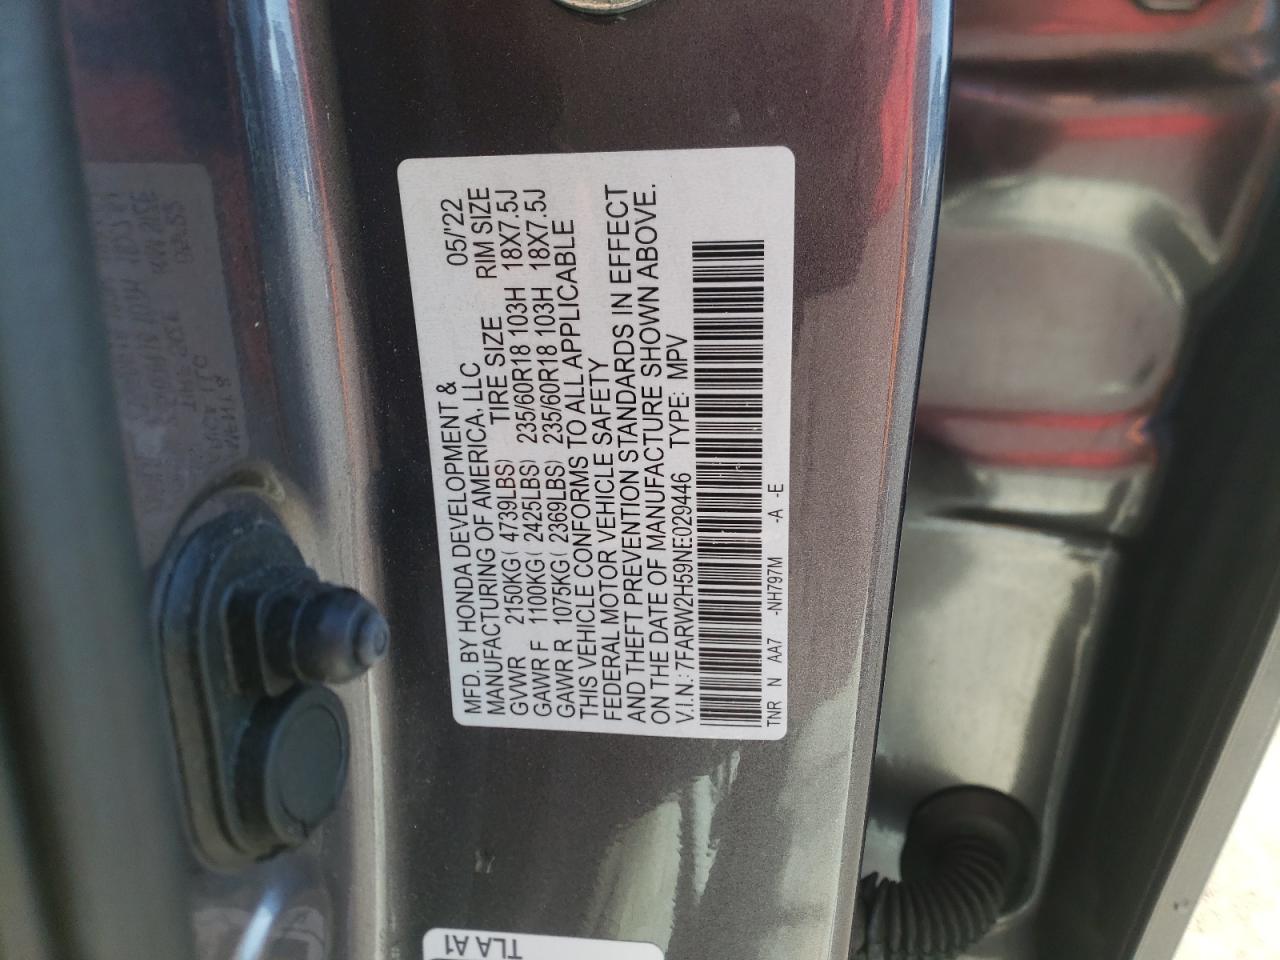 MFD. BY HONDA DEVELOPMENT & 05/'22
MANUFACTURING OF AMERICA, LLC
TIRE SIZE RIM SIZE
GVWR 2150KG( 4739LBS)
GAWR F 1100KG( 2425LBS) 235/60R18 103H 18X7.5J
GAWR R 1075KG( 2369LBS) 235/60R18 103H 18X7.5J
THIS VEHICLE CONFORMS TO ALL APPLICABLE
FEDERAL MOTOR VEHICLE SAFETY
AND THEFT PREVENTION STANDARDS IN EFFECT
ON THE DATE OF MANUFACTURE SHOWN ABOVE.
V.I.N.: 7FARW2H59NE029446 TYPE: MPV
TNR N AA7 -NH797M -A -E
TLA A1